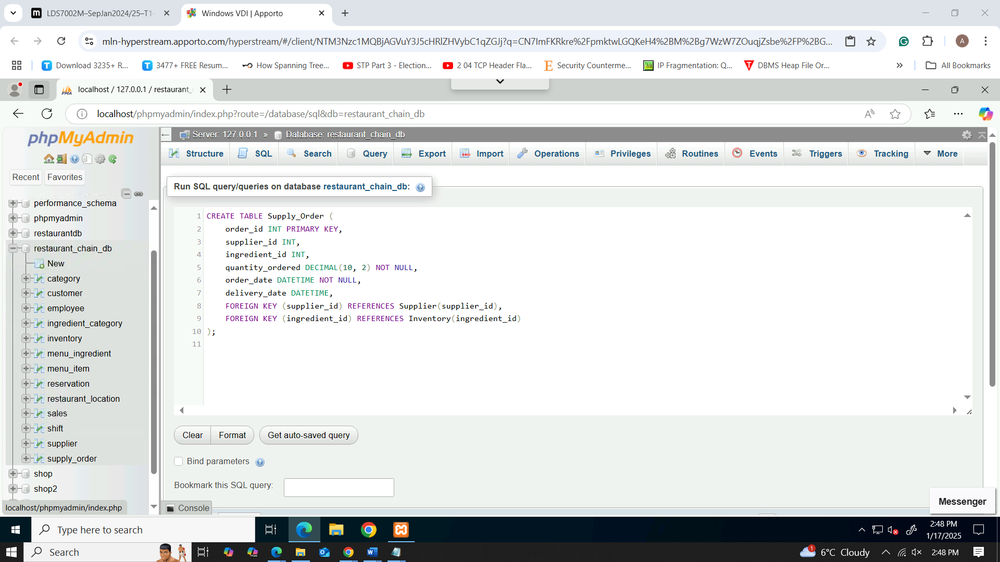 LDS7002M–SepJan2024/25–T1-
Windows VDI | Apporto
mln-hyperstream.apporto.com/hyperstream/#/client/NTM3Nzc1MQBjAGVuY3J5cHRlZHVybC1qZGJj?q=CN7ImFKRkre%2FpmktwLGQKeH4%2BM%2Bg7WzW7ZOuqjZsbe%2FP%2BG...
A
Download 3235+ R...
3477+ FREE Resum...
How Spanning Tree...
STP Part 3 - Election...
2 04 TCP Header Fla...
Security Counterme...
IP Fragmentation: Q...
DBMS Heap File Or...
All Bookmarks
localhost / 127.0.0.1 / restaurant_
localhost/phpmyadmin/index.php?route=/database/sql&db=restaurant_chain_db
phpMyAdmin
Server: 127.0.0.1 » Database: restaurant_chain_db
Structure
SQL
Search
Query
Export
Import
Operations
Privileges
Routines
Events
Triggers
Tracking
More
Recent
Favorites
performance_schema
phpmyadmin
restaurantdb
restaurant_chain_db
New
category
customer
employee
ingredient_category
inventory
menu_ingredient
menu_item
reservation
restaurant_location
sales
shift
supplier
supply_order
shop
shop2
localhost/phpmyadmin/index.php
Run SQL query/queries on database restaurant_chain_db:
1 CREATE TABLE Supply_Order (
2 order_id INT PRIMARY KEY,
3 supplier_id INT,
4 ingredient_id INT,
5 quantity_ordered DECIMAL(10, 2) NOT NULL,
6 order_date DATETIME NOT NULL,
7 delivery_date DATETIME,
8 FOREIGN KEY (supplier_id) REFERENCES Supplier(supplier_id),
9 FOREIGN KEY (ingredient_id) REFERENCES Inventory(ingredient_id)
10 );
11
Clear
Format
Get auto-saved query
Bind parameters
Bookmark this SQL query:
Console
Messenger
Type here to search
2:48 PM
1/17/2025
Search
6°C Cloudy
2:48 PM